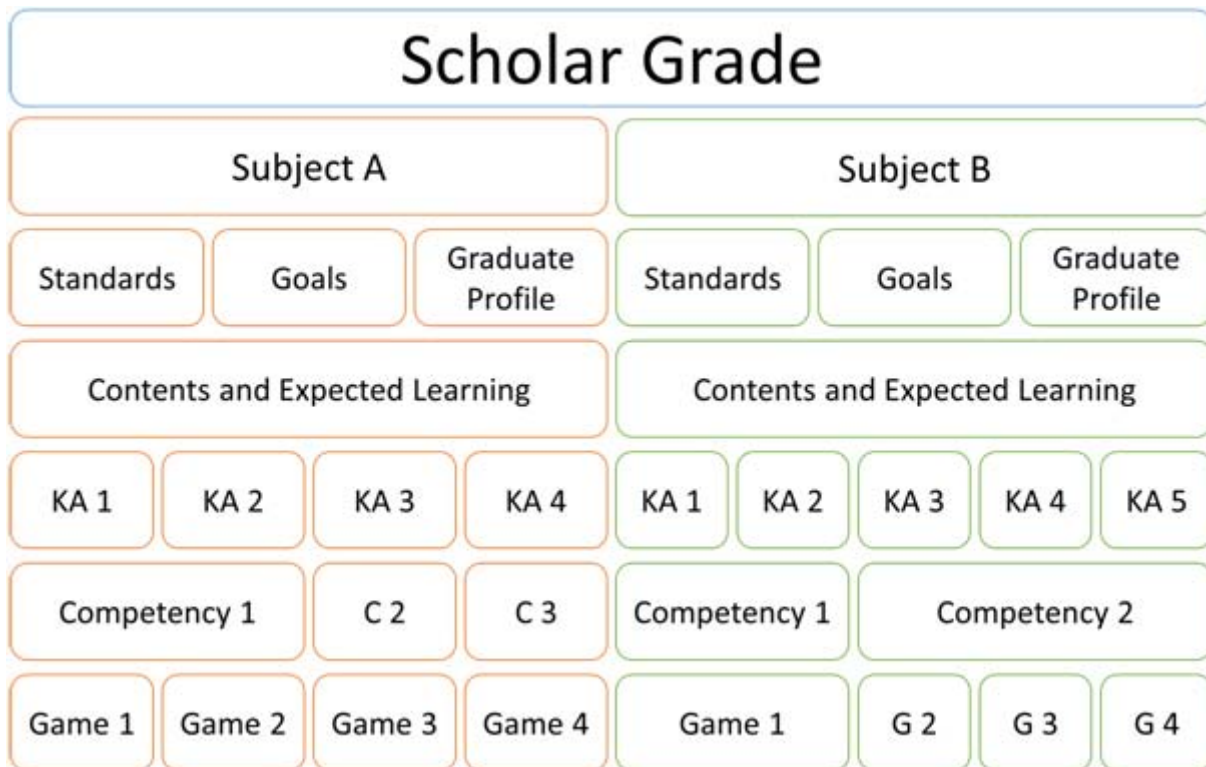 Scholar Grade
Subject A
Subject B
Standards
Goals
Graduate
Profile
Standards
Goals
Graduate
Profile
Contents and Expected Learning
Contents and Expected Learning
KA 1
KA 2
KA 3
KA 4
KA 1
KA 2
KA 3
KA 4
KA 5
Competency 1
C 2
C 3
Competency 1
Competency 2
Game 1
Game 2
Game 3
Game 4
Game 1
G 2
G 3
G 4